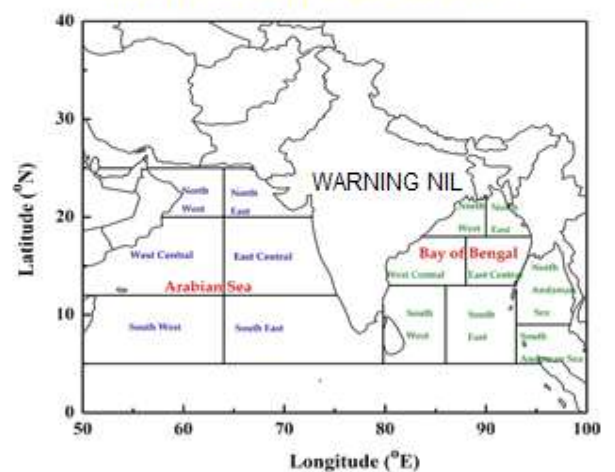 40
30
20
10
0
Latitude (°N)
WARNING NIL
North
West
North
East
West Central
East Central
Arabian Sea
South West
South East
North
West
North
East
Bay of Bengal
West Central
East Central
North
Andaman
Sea
South
West
South
East
South
Andaman Sea
50 60 70 80 90 100
Longitude (°E)